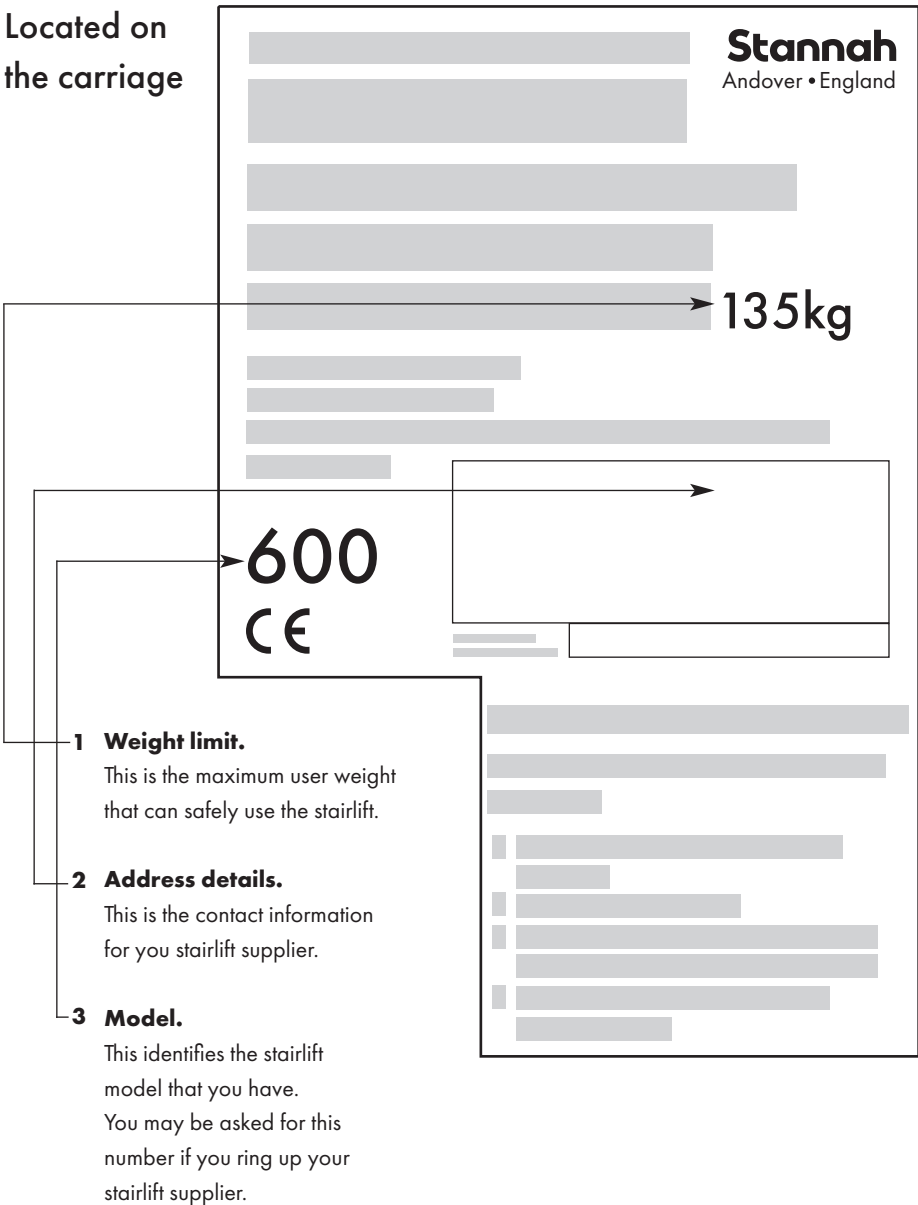 Located on
the carriage
Stannah
Andover • England
135kg
600
CE
1 Weight limit.
This is the maximum user weight
that can safely use the stairlift.
2 Address details.
This is the contact information
for you stairlift supplier.
3 Model.
This identifies the stairlift
model that you have.
You may be asked for this
number if you ring up your
stairlift supplier.